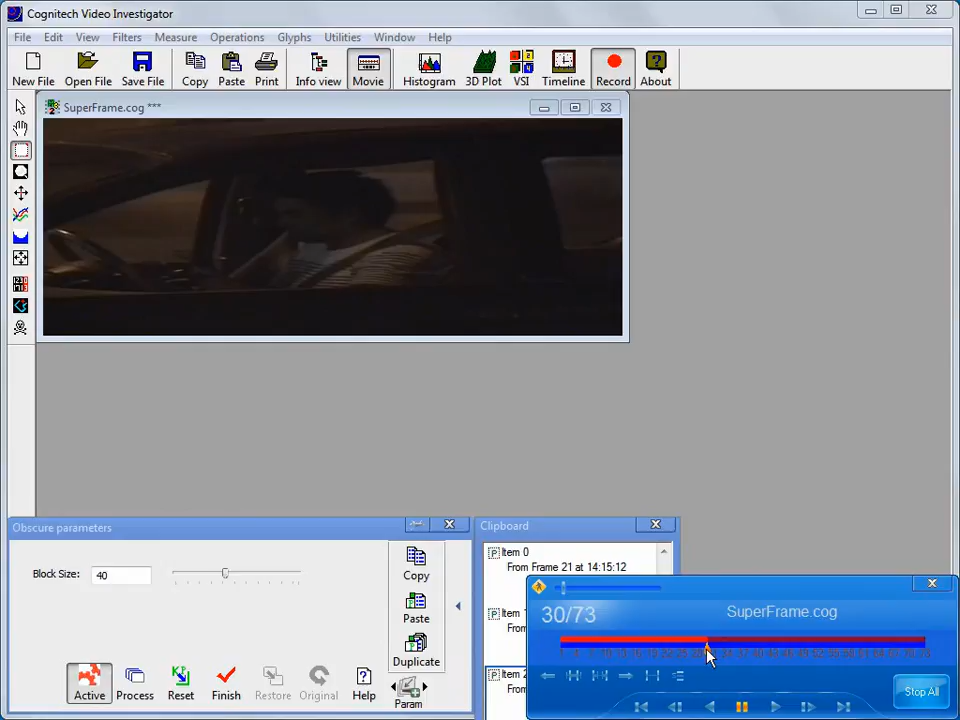 Cognitech Video Investigator
File Edit View Filters Measure Operations Glyphs Utilities Window Help
New File Open File Save File Copy Paste Print Info view Movie Histogram 3D Plot VSI Timeline Record About
SuperFrame.cog ***
Obscure parameters
Block Size: 40
Copy
Paste
Duplicate
Active Process Reset Finish Restore Original Help Param
Clipboard
Item 0
From Frame 21 at 14:15:12
Item
From
Item 2
From
30/73 SuperFrame.cog
Stop All